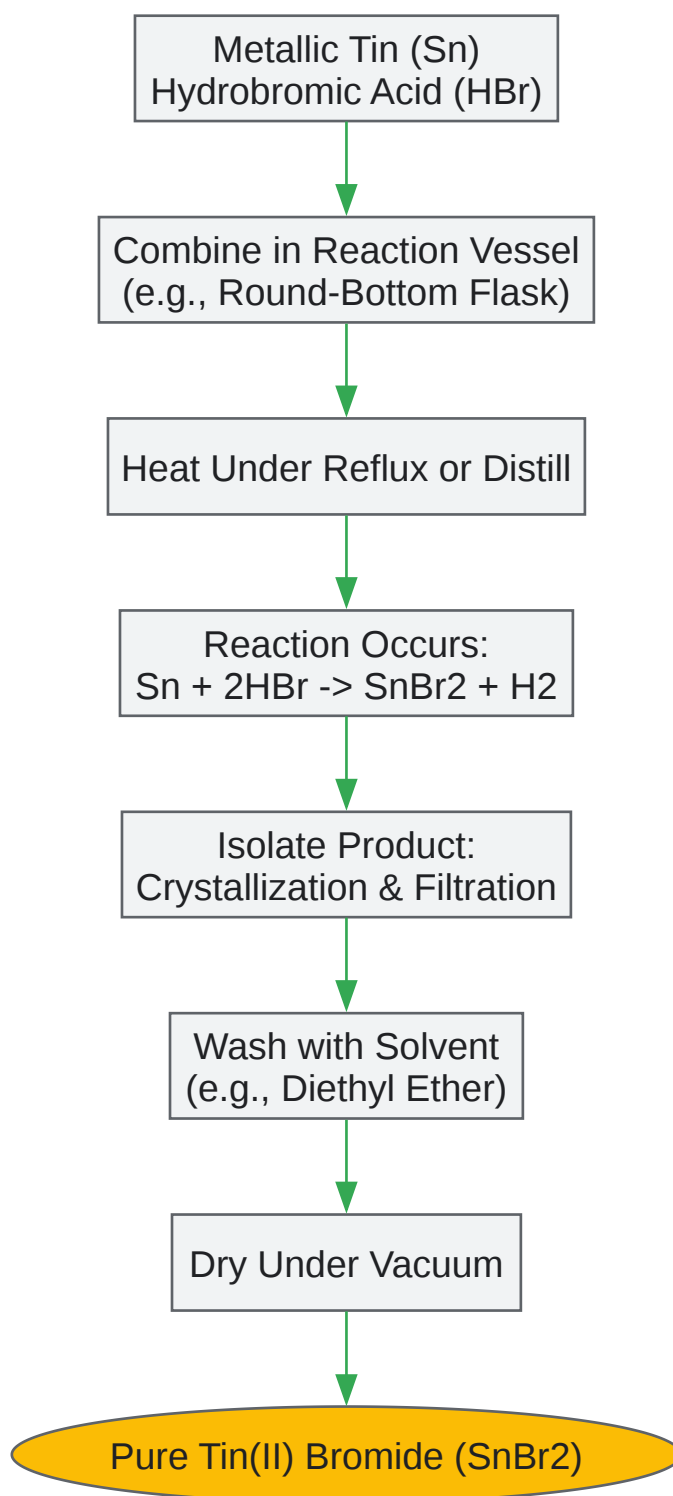 Metallic Tin (Sn)
Hydrobromic Acid (HBr)
Combine in Reaction Vessel
(e.g., Round-Bottom Flask)
Heat Under Reflux or Distill
Reaction Occurs:
Sn + 2HBr -> SnBr2 + H2
Isolate Product:
Crystallization & Filtration
Wash with Solvent
(e.g., Diethyl Ether)
Dry Under Vacuum
Pure Tin(II) Bromide (SnBr2)